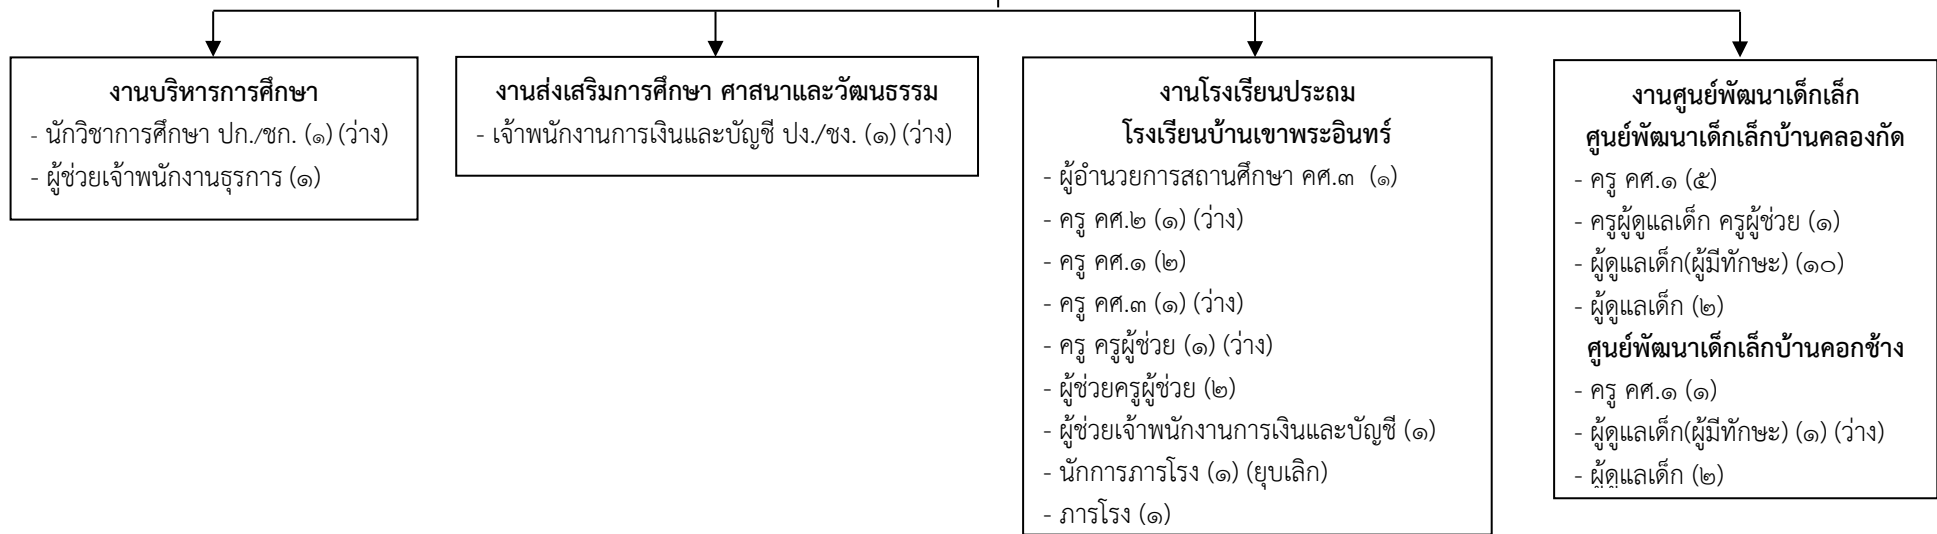 งานบริหารการศึกษา
- นักวิชาการศึกษา ปก./ชก. (๑) (ว่าง)
- ผู้ช่วยเจ้าพนักงานธุรการ (๑)
งานส่งเสริมการศึกษา ศาสนาและวัฒนธรรม
- เจ้าพนักงานการเงินและบัญชี ปง./ชง. (๑) (ว่าง)
งานโรงเรียนประถม
โรงเรียนบ้านเขาพระอินทร์
- ผู้อำนวยการสถานศึกษา คศ.๓ (๑)
- ครู คศ.๒ (๑) (ว่าง)
- ครู คศ.๑ (๒)
- ครู คศ.๓ (๑) (ว่าง)
- ครู ครูผู้ช่วย (๑) (ว่าง)
- ผู้ช่วยครูผู้ช่วย (๒)
- ผู้ช่วยเจ้าพนักงานการเงินและบัญชี (๑)
- นักการภารโรง (๑) (ยุบเลิก)
- ภารโรง (๑)
งานศูนย์พัฒนาเด็กเล็ก
ศูนย์พัฒนาเด็กเล็กบ้านคลองกัด
- ครู คศ.๑ (๕)
- ครูผู้ดูแลเด็ก ครูผู้ช่วย (๑)
- ผู้ดูแลเด็ก(ผู้มีทักษะ) (๑๐)
- ผู้ดูแลเด็ก (๒)
ศูนย์พัฒนาเด็กเล็กบ้านคอกช้าง
- ครู คศ.๑ (๑)
- ผู้ดูแลเด็ก(ผู้มีทักษะ) (๑) (ว่าง)
- ผู้ดูแลเด็ก (๒)